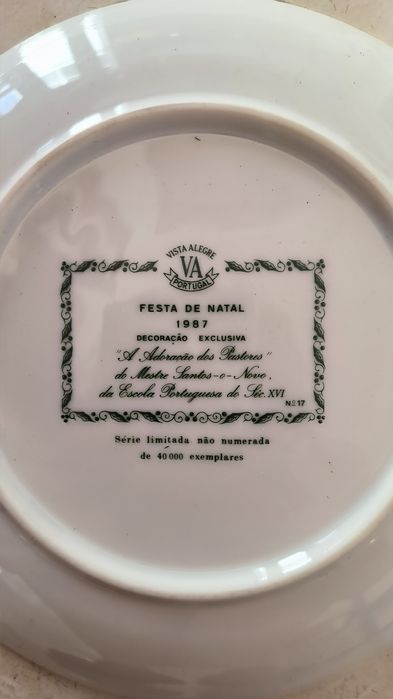 VISTA ALEGRE
VA
PORTUGAL
FESTA DE NATAL
1987
DECORAÇÃO EXCLUSIVA
"A Adoração dos Pastores"
do Mestre Santos-o-Novo,
da Escola Portuguesa do Séc. XVI
Nº 17
Série limitada não numerada
de 40 000 exemplares